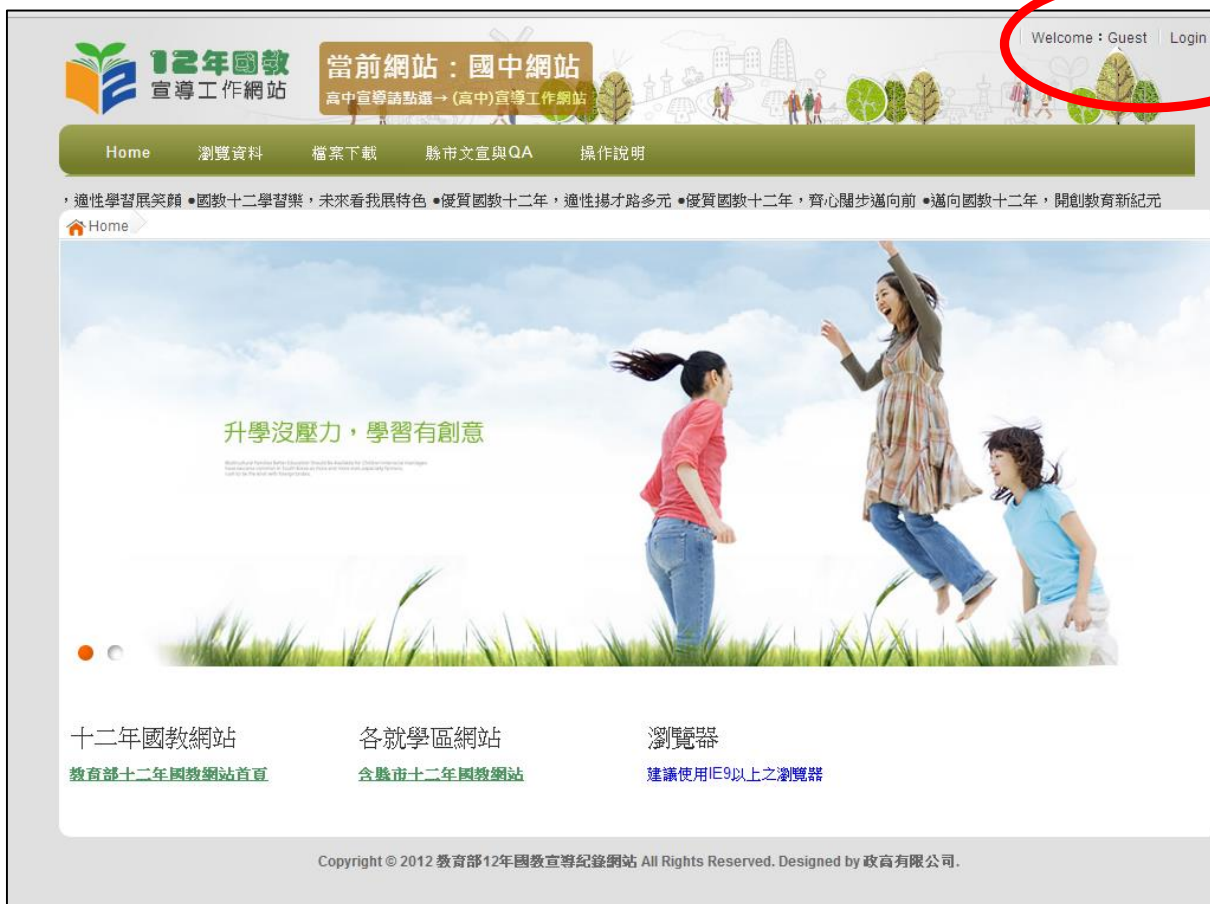 Welcome：Guest | Login
12年國教
宣導工作網站
當前網站：國中網站
高中宣導請點選→(高中)宣導工作網站
Home 瀏覽資料 檔案下載 縣市文宣與QA 操作說明
，適性學習展笑顏 ●國教十二學習樂，未來看我展特色 ●優質國教十二年，適性揚才路多元 ●優質國教十二年，齊心闊步邁向前 ●邁向國教十二年，開創教育新紀元
Home
升學沒壓力，學習有創意
十二年國教網站 各就學區網站 瀏覽器
教育部十二年國教網站首頁 含縣市十二年國教網站 建議使用IE9以上之瀏覽器
Copyright © 2012 教育部12年國教宣導紀錄網站 All Rights Reserved. Designed by 政高有限公司.